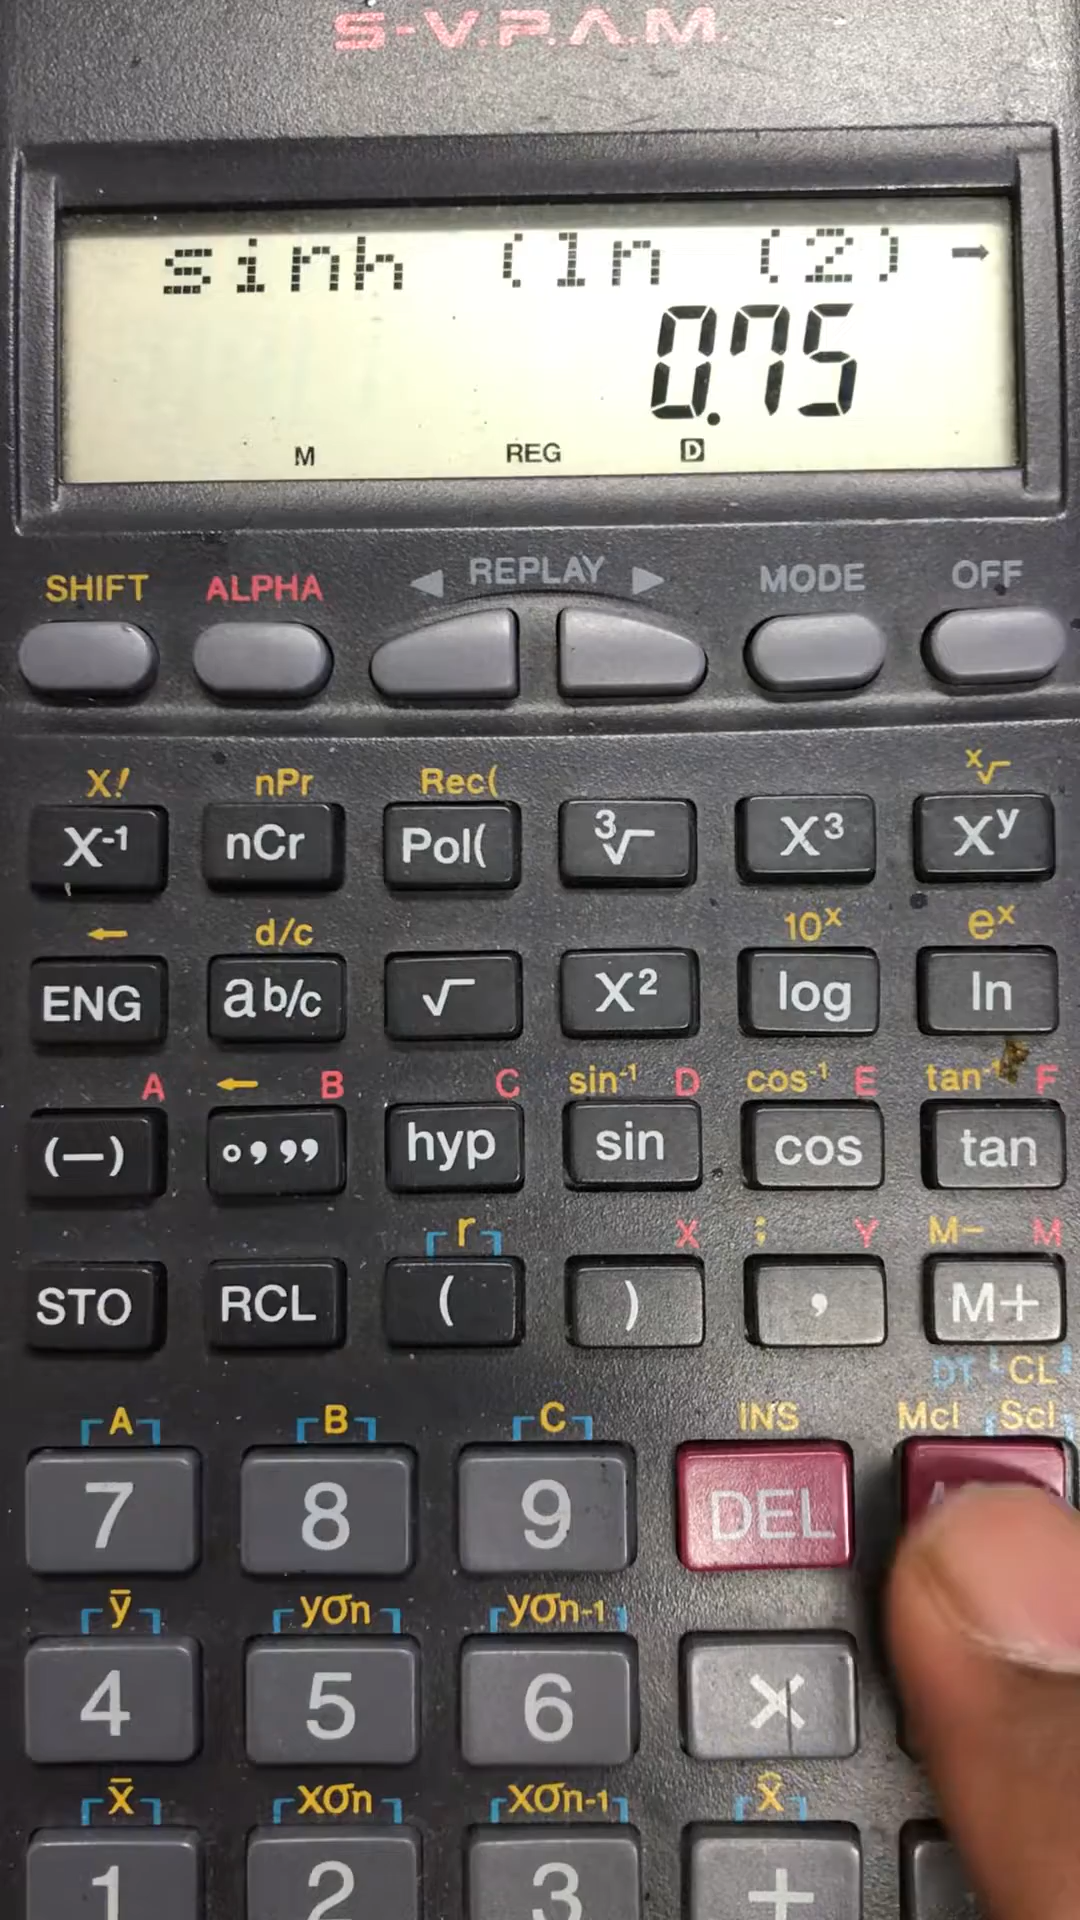 S-V.P.A.M.
sinh (ln (2) →
0.75
M REG D
SHIFT ALPHA ◀ REPLAY ▶ MODE OFF
X! nPr Rec( ˣ√
X⁻¹ nCr Pol( ³√ X³ Xʸ
← d/c 10ˣ eˣ
ENG ab/c √ X² log ln
A ← B C sin⁻¹ D cos⁻¹ E tan⁻¹ F
(−) °,,, hyp sin cos tan
r X ; Y M− M
STO RCL ( ) , M+
DT CL
A B C INS Mcl Scl
7 8 9 DEL
ȳ yσn yσn-1
4 5 6 ×
x̄ xσn xσn-1 x̂
1 2 3 +